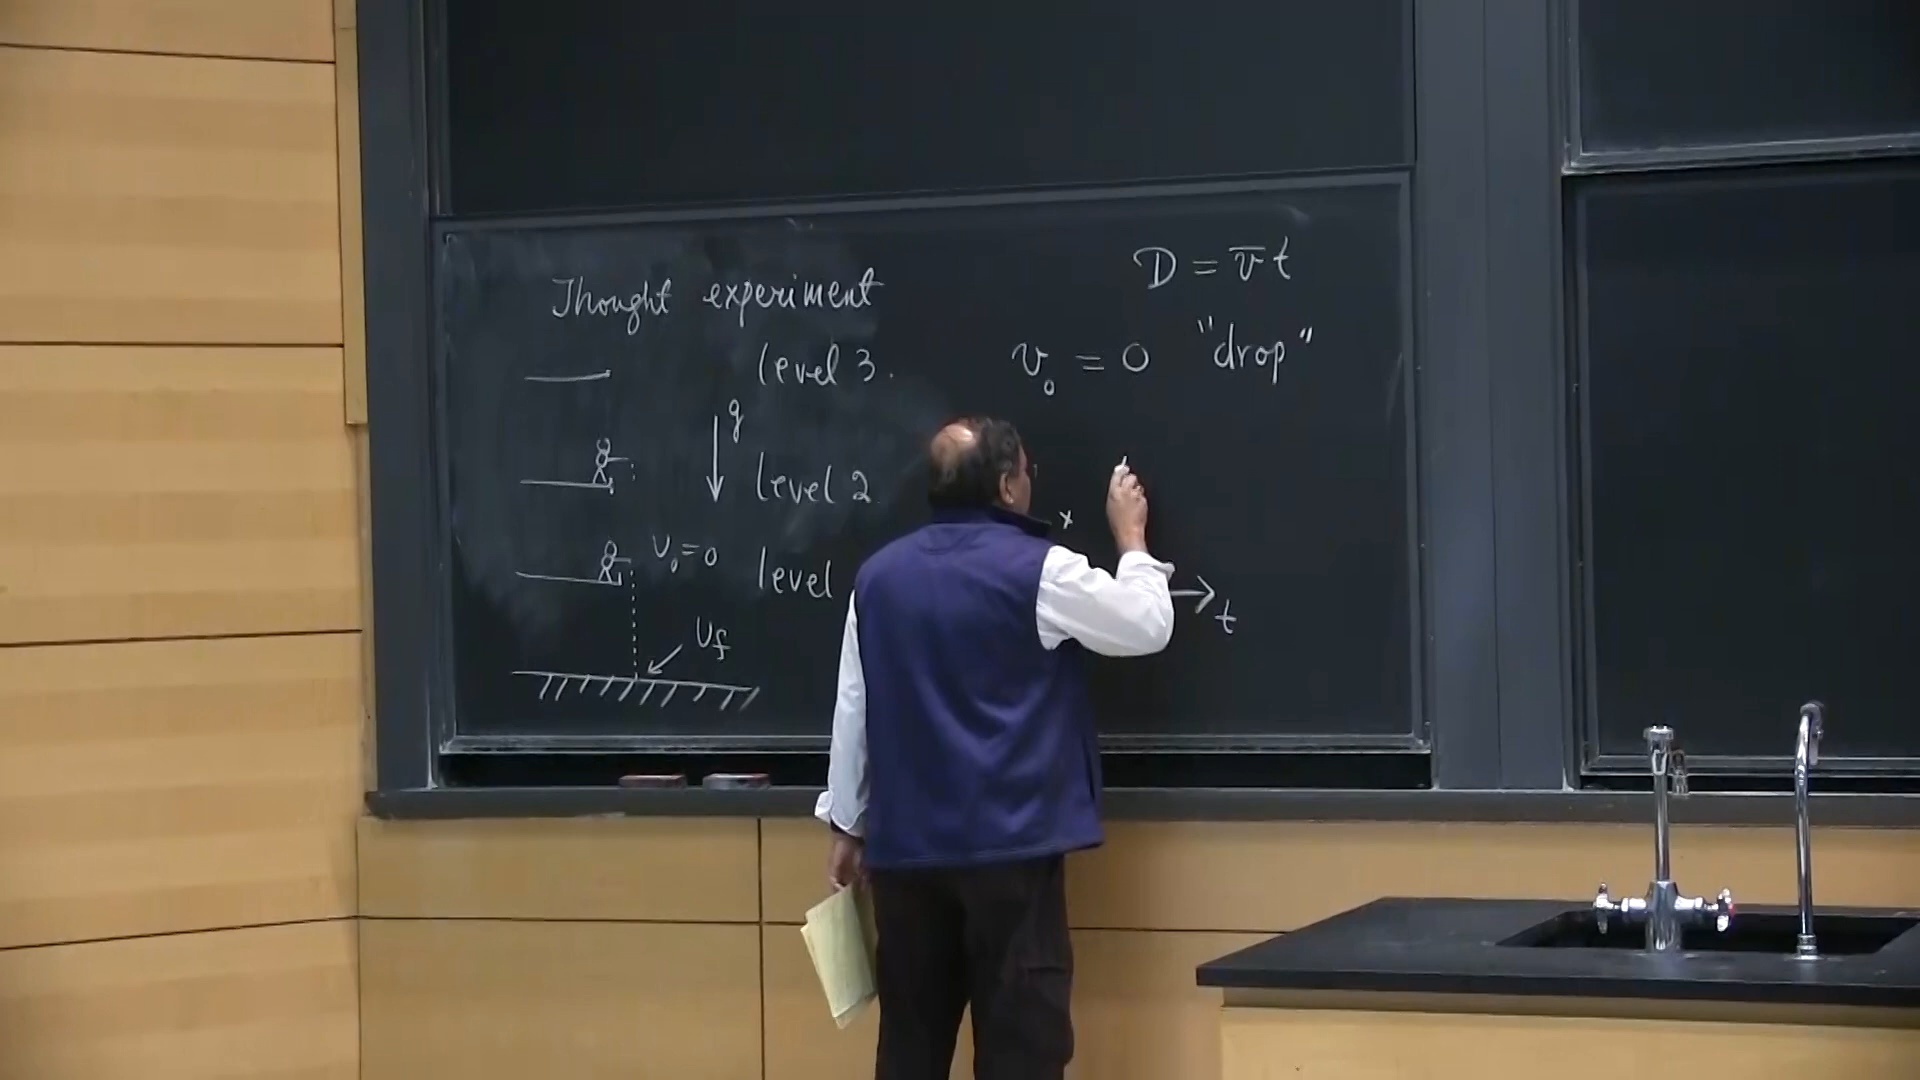 Thought experiment
level 3.
g
level 2.
v₀ = 0
level
v_f
D = v̅ t
v₀ = 0 "drop"
x
t